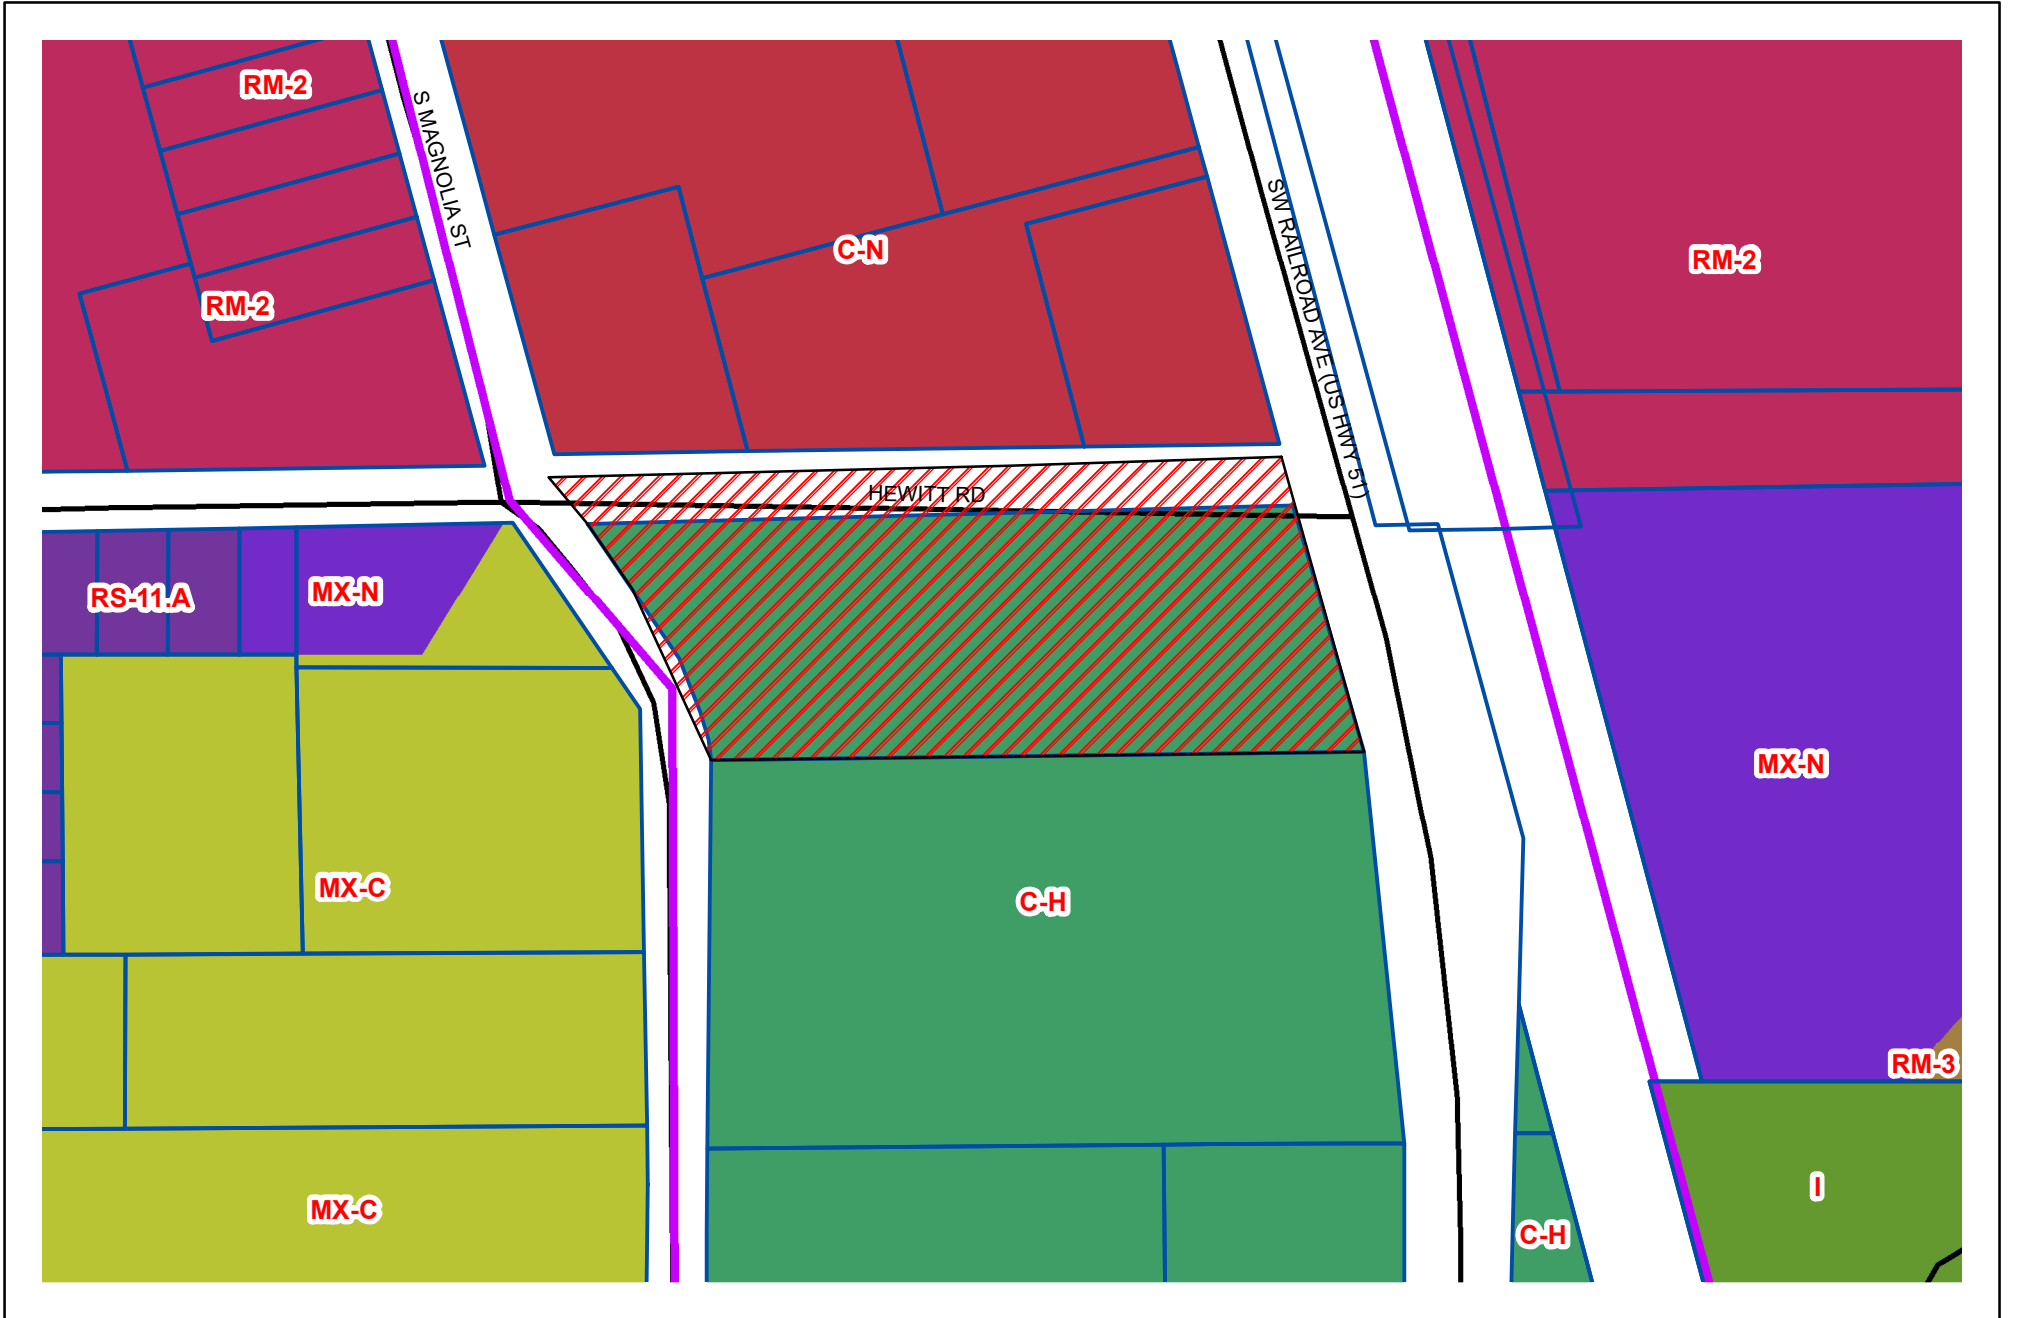 RM-2
S MAGNOLIA ST
C-N
RM-2
RM-2
SW RAILROAD AVE (US HWY 51)
HEWITT RD
RS-11.A
MX-N
MX-N
MX-C
C-H
RM-3
I
MX-C
C-H